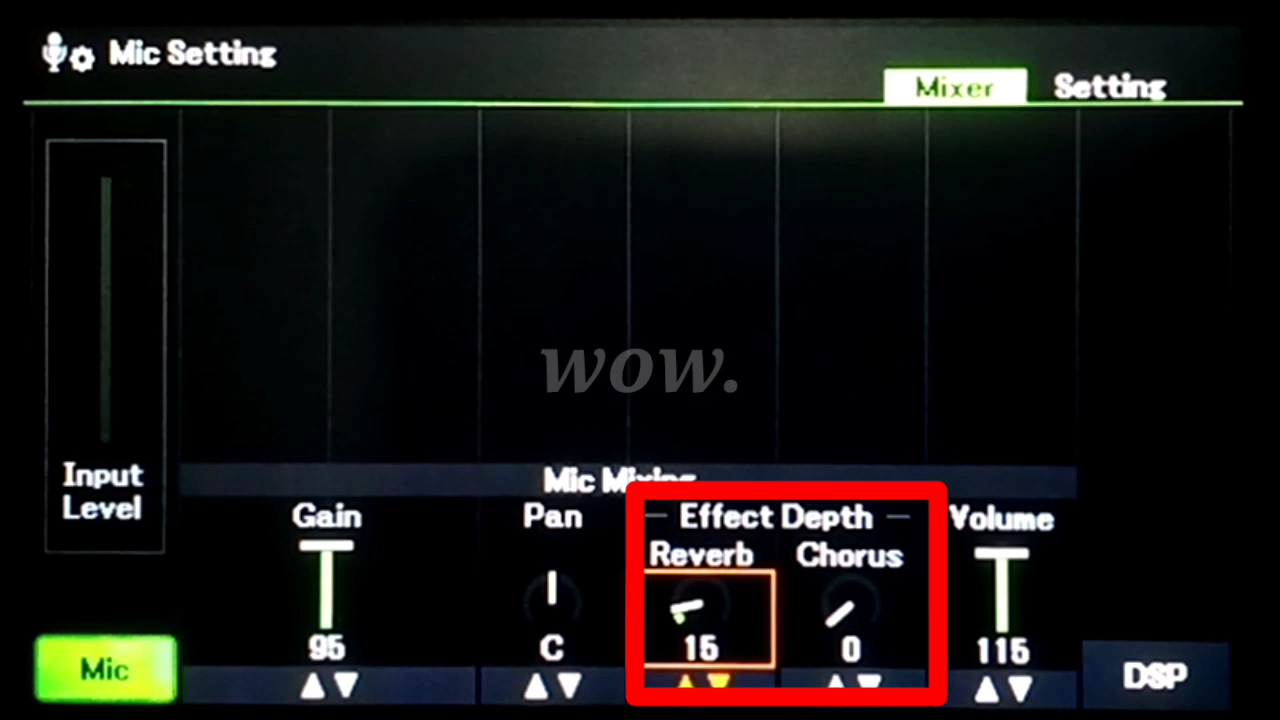 Mic Setting
Mixer
Setting
wow.
Input
Level
Mic Mixing
Gain
Pan
Effect Depth
Volume
Reverb
Chorus
95
C
15
0
115
Mic
DSP